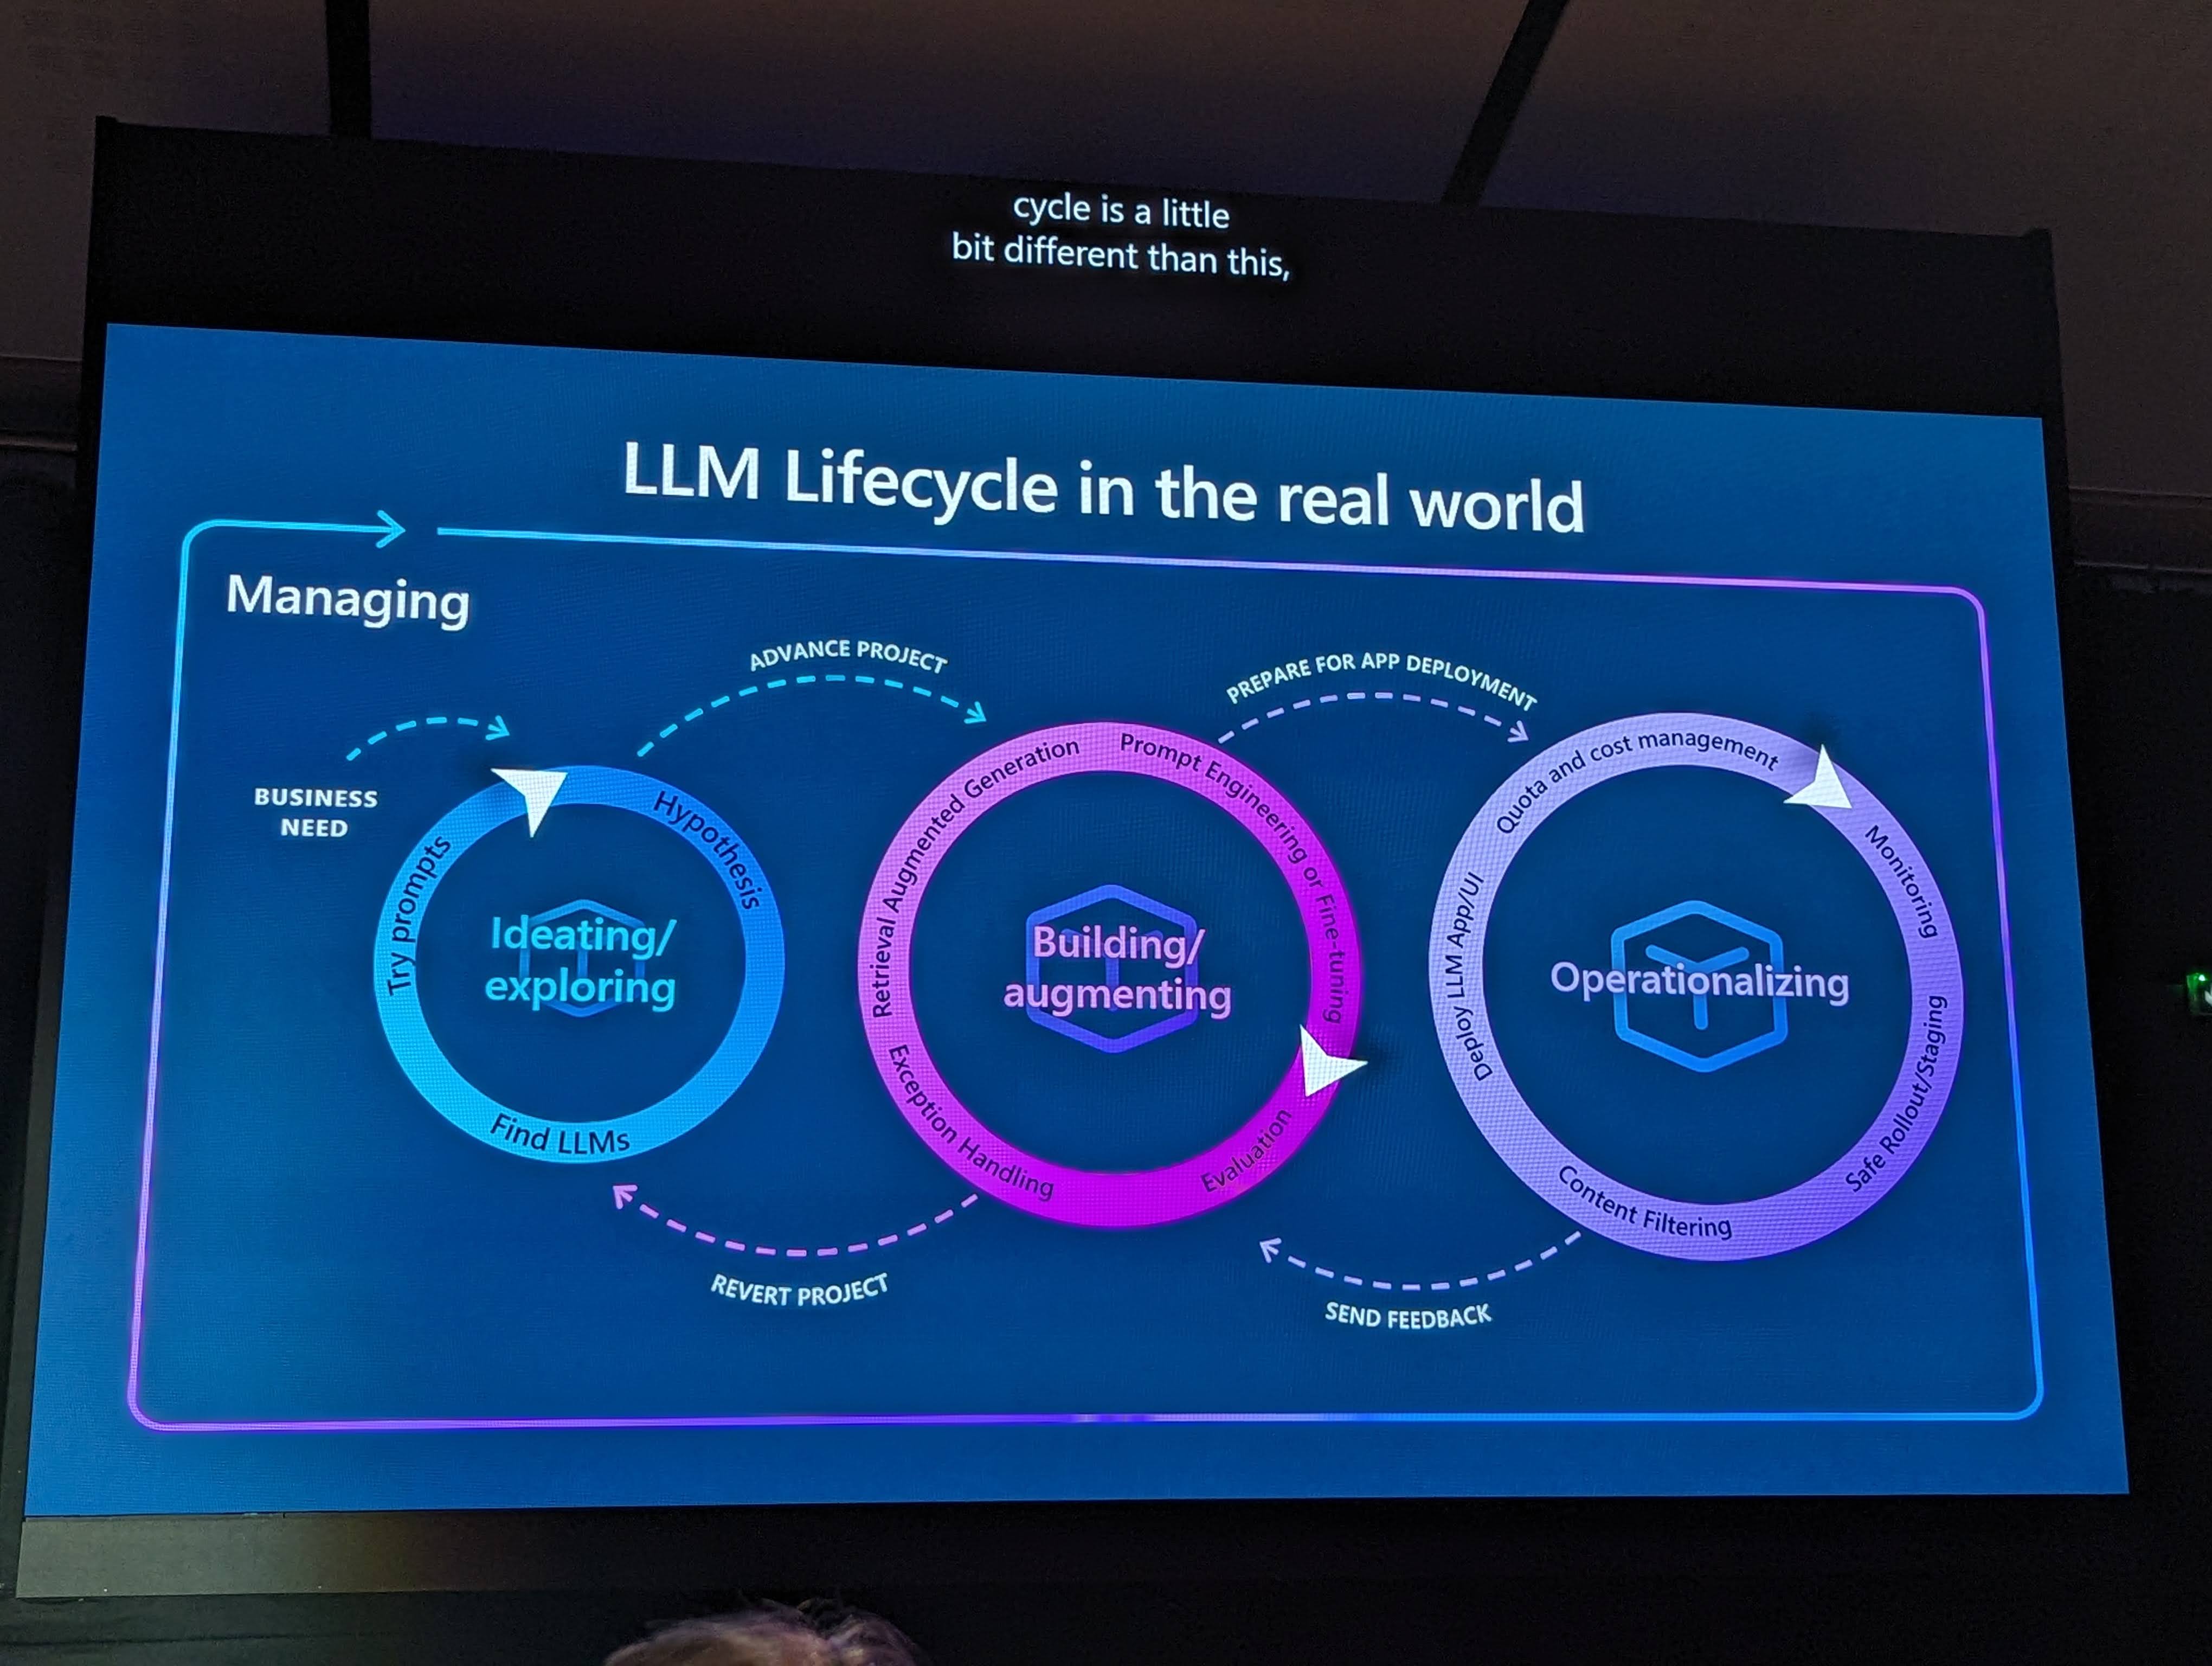 cycle is a little
bit different than this,
LLM Lifecycle in the real world
Managing
BUSINESS
NEED
ADVANCE PROJECT
PREPARE FOR APP DEPLOYMENT
Hypothesis
Try prompts
Find LLMs
Ideating/
exploring
Retrieval Augmented Generation
Prompt Engineering or Fine-tuning
Exception Handling
Evaluation
Building/
augmenting
Quota and cost management
Monitoring
Deploy LLM App/UI
Safe Rollout/Staging
Content Filtering
Operationalizing
REVERT PROJECT
SEND FEEDBACK